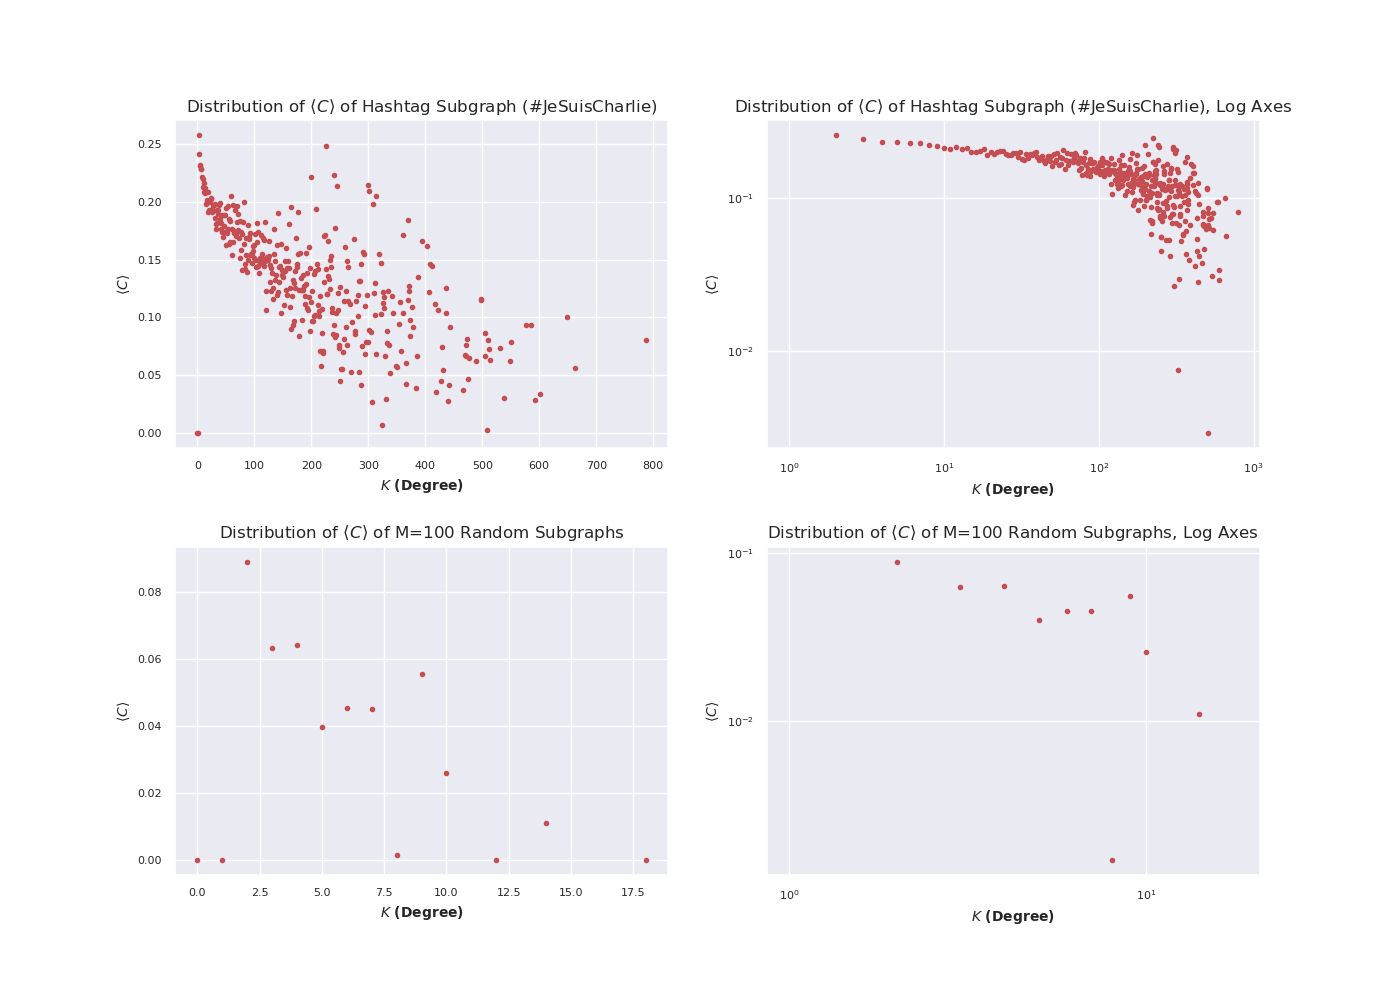 Distribution of ⟨C⟩ of Hashtag Subgraph (#JeSuisCharlie)
0.25
0.20
0.15
0.10
0.05
0.00
⟨C⟩
0 100 200 300 400 500 600 700 800
K (Degree)
Distribution of ⟨C⟩ of Hashtag Subgraph (#JeSuisCharlie), Log Axes
10⁻¹
10⁻²
⟨C⟩
10⁰ 10¹ 10² 10³
K (Degree)
Distribution of ⟨C⟩ of M=100 Random Subgraphs
0.08
0.06
0.04
0.02
0.00
⟨C⟩
0.0 2.5 5.0 7.5 10.0 12.5 15.0 17.5
K (Degree)
Distribution of ⟨C⟩ of M=100 Random Subgraphs, Log Axes
10⁻¹
10⁻²
⟨C⟩
10⁰ 10¹
K (Degree)